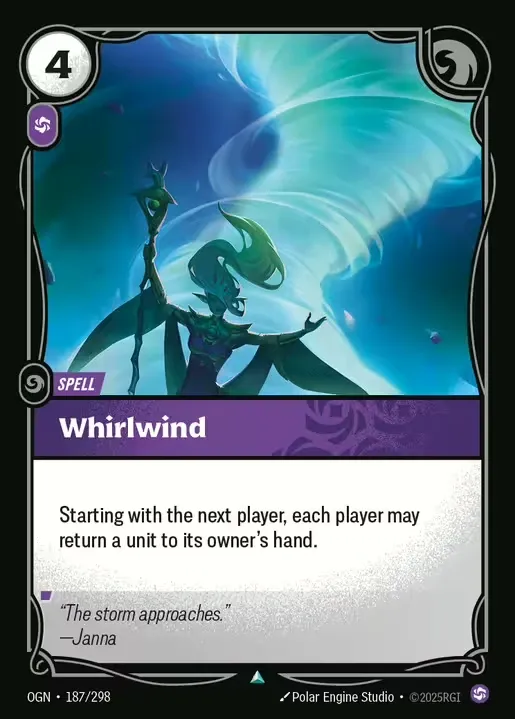 4
SPELL
Whirlwind
Starting with the next player, each player may
return a unit to its owner's hand.
“The storm approaches.”
—Janna
OGN • 187/298
Polar Engine Studio • ©2025RGI